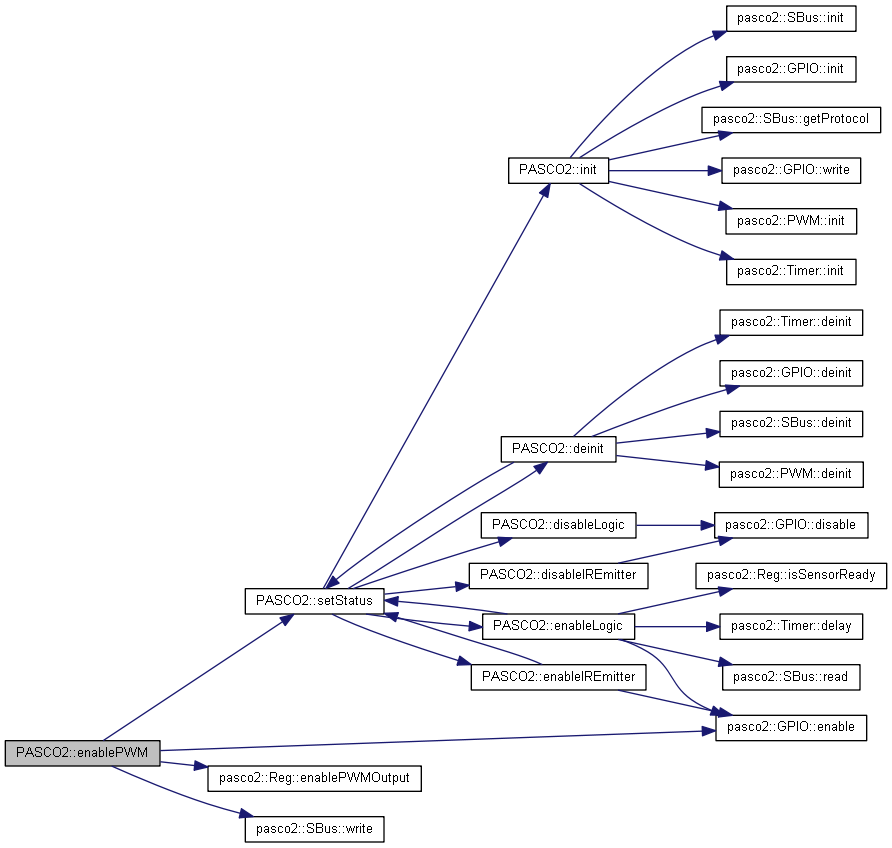 pasco2::SBus::init
pasco2::GPIO::init
pasco2::SBus::getProtocol
PASCO2::init
pasco2::GPIO::write
pasco2::PWM::init
pasco2::Timer::init
pasco2::Timer::deinit
pasco2::GPIO::deinit
pasco2::SBus::deinit
PASCO2::deinit
pasco2::PWM::deinit
PASCO2::disableLogic
pasco2::GPIO::disable
PASCO2::disableIREmitter
pasco2::Reg::isSensorReady
PASCO2::setStatus
PASCO2::enableLogic
pasco2::Timer::delay
PASCO2::enableIREmitter
pasco2::SBus::read
pasco2::GPIO::enable
PASCO2::enablePWM
pasco2::Reg::enablePWMOutput
pasco2::SBus::write